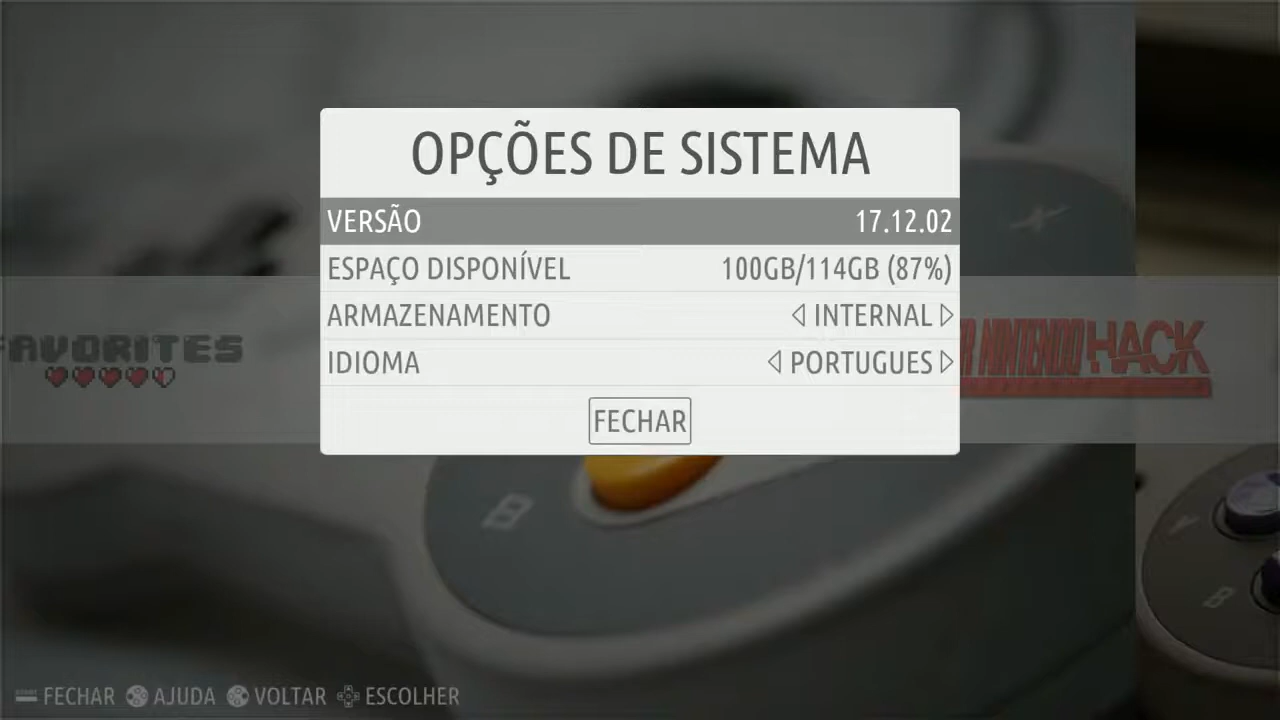 OPÇÕES DE SISTEMA
VERSÃO 17.12.02
ESPAÇO DISPONÍVEL 100GB/114GB (87%)
ARMAZENAMENTO INTERNAL
IDIOMA PORTUGUES
FAVORITES
NINTENDO HACK
FECHAR
B
X
Y
B
FECHAR AJUDA VOLTAR ESCOLHER